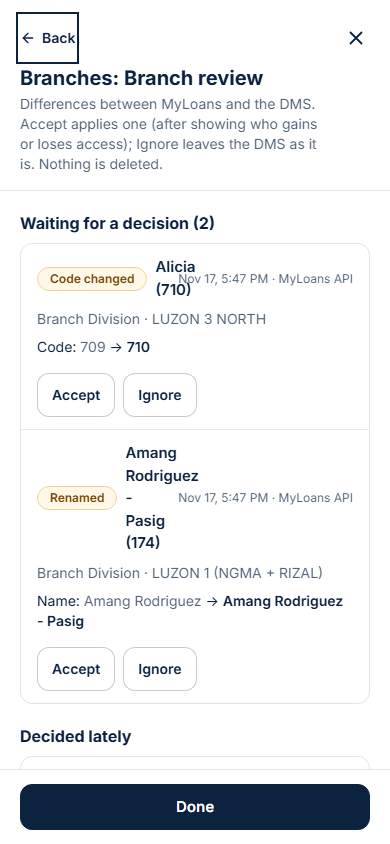 ← Back
Branches: Branch review
Differences between MyLoans and the DMS.
Accept applies one (after showing who gains
or loses access); Ignore leaves the DMS as it
is. Nothing is deleted.
Waiting for a decision (2)
Code changed
Alicia
(710)
Nov 17, 5:47 PM · MyLoans API
Branch Division · LUZON 3 NORTH
Code: 709 → 710
Accept
Ignore
Renamed
Amang
Rodriguez
-
Pasig
(174)
Nov 17, 5:47 PM · MyLoans API
Branch Division · LUZON 1 (NGMA + RIZAL)
Name: Amang Rodriguez → Amang Rodriguez
- Pasig
Accept
Ignore
Decided lately
Done